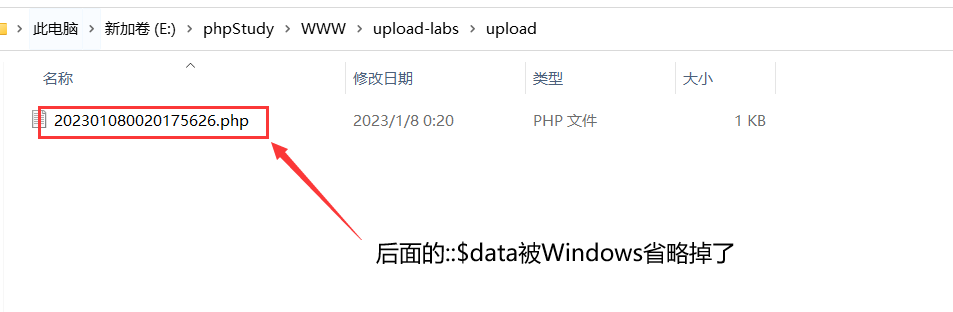 此电脑 > 新加卷 (E:) > phpStudy > WWW > upload-labs > upload
名称 修改日期 类型 大小
202301080020175626.php 2023/1/8 0:20 PHP 文件 1 KB
后面的::$data被Windows省略掉了